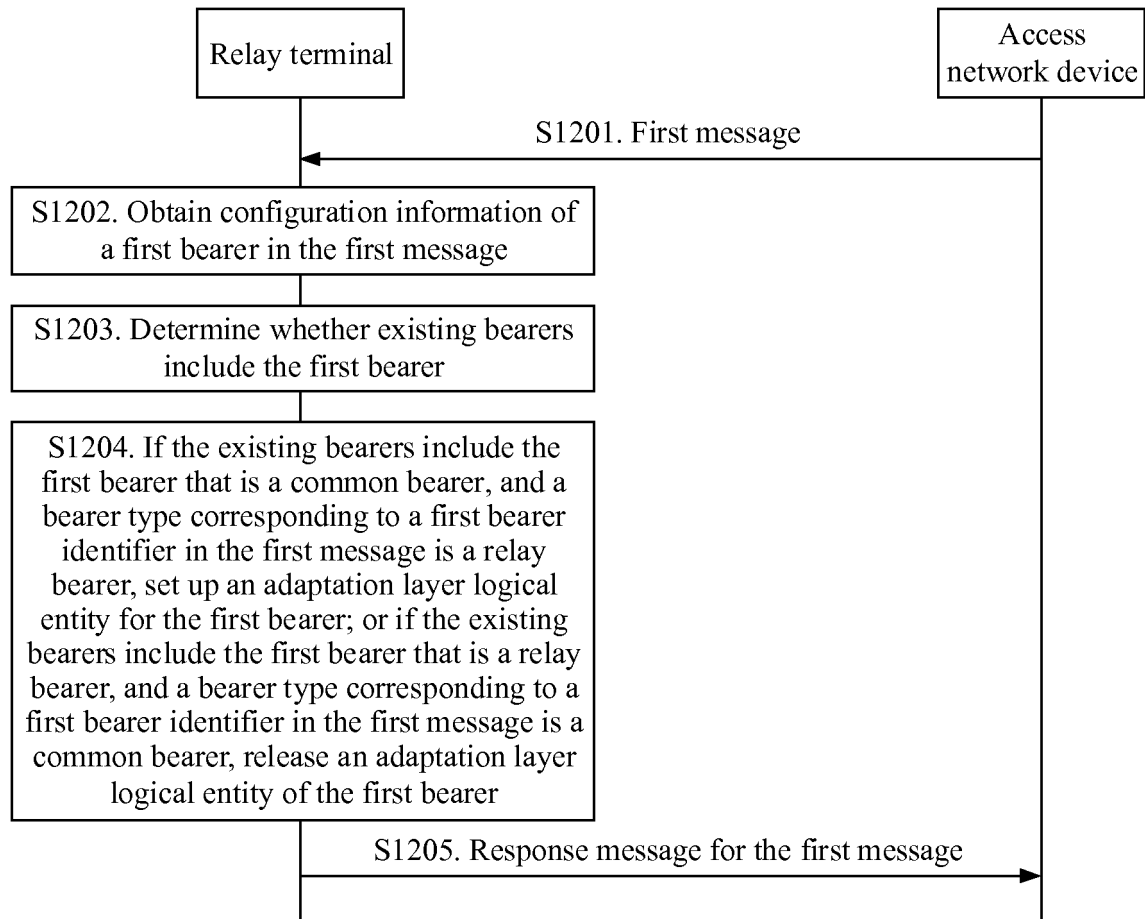 Relay terminal
Access
network device
S1201. First message
S1202. Obtain configuration information of
a first bearer in the first message
S1203. Determine whether existing bearers
include the first bearer
S1204. If the existing bearers include the
first bearer that is a common bearer, and a
bearer type corresponding to a first bearer
identifier in the first message is a relay
bearer, set up an adaptation layer logical
entity for the first bearer; or if the existing
bearers include the first bearer that is a relay
bearer, and a bearer type corresponding to a
first bearer identifier in the first message is a
common bearer, release an adaptation layer
logical entity of the first bearer
S1205. Response message for the first message